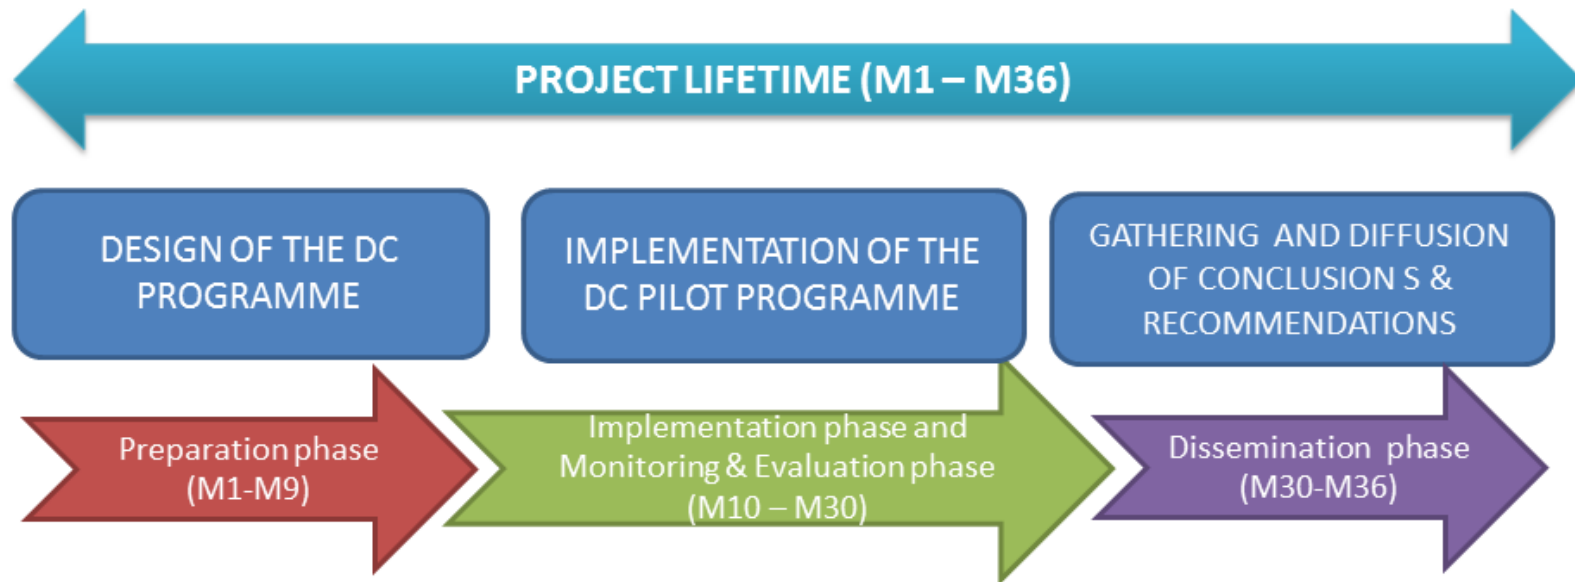 PROJECT LIFETIME (M1 – M36)
DESIGN OF THE DC
PROGRAMME
IMPLEMENTATION OF THE
DC PILOT PROGRAMME
GATHERING AND DIFFUSION
OF CONCLUSION S &
RECOMMENDATIONS
Preparation phase
(M1-M9)
Implementation phase and
Monitoring & Evaluation phase
(M10 – M30)
Dissemination phase
(M30-M36)